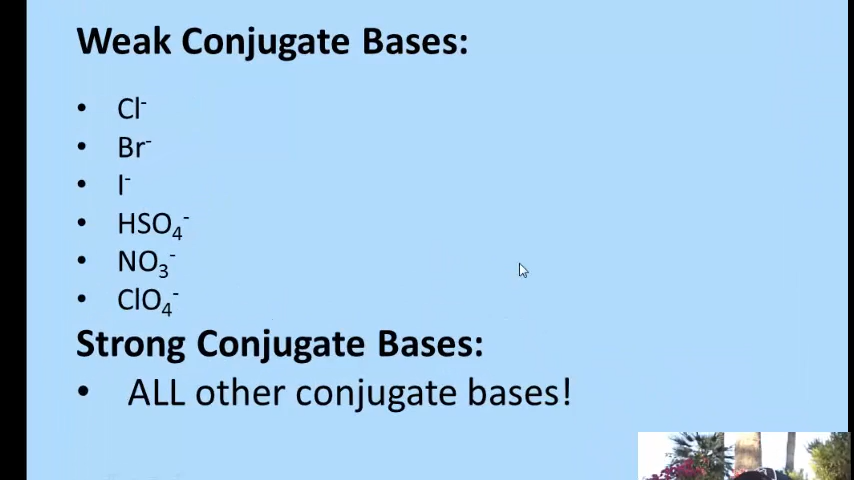 Weak Conjugate Bases:
• Cl⁻
• Br⁻
• I⁻
• HSO₄⁻
• NO₃⁻
• ClO₄⁻
Strong Conjugate Bases:
• ALL other conjugate bases!